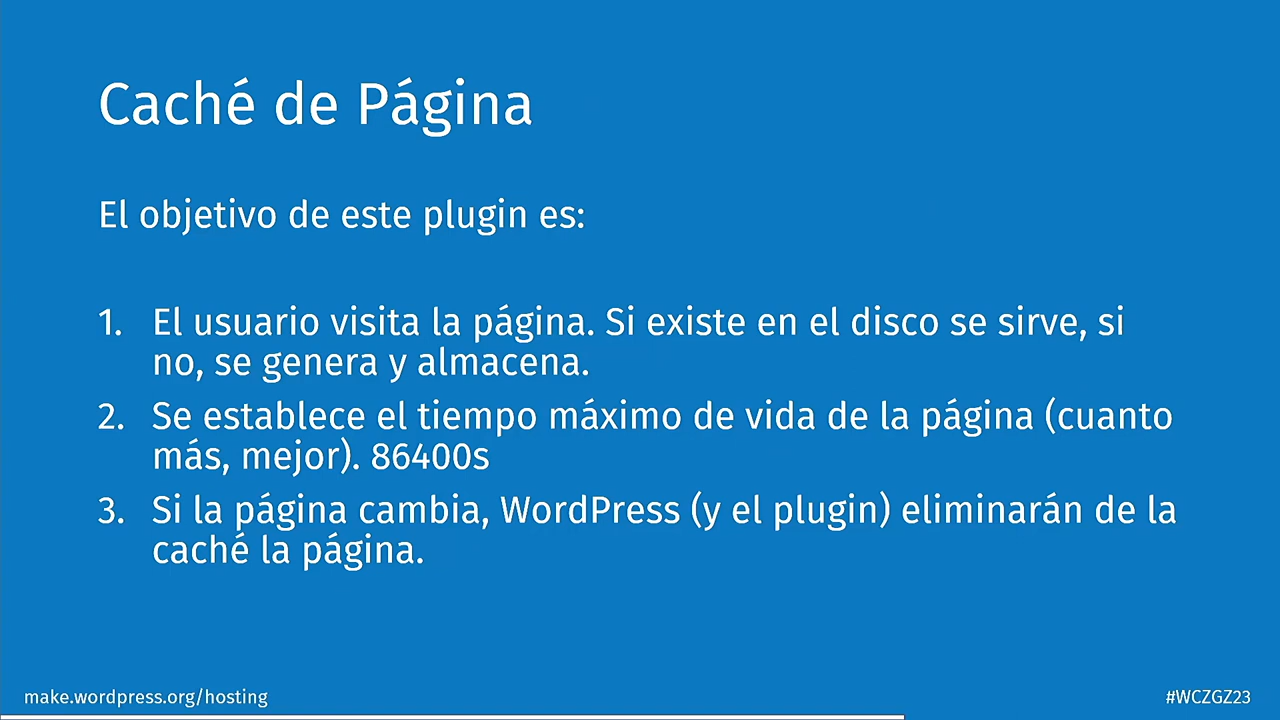 Caché de Página
El objetivo de este plugin es:
1. El usuario visita la página. Si existe en el disco se sirve, si
no, se genera y almacena.
2. Se establece el tiempo máximo de vida de la página (cuanto
más, mejor). 86400s
3. Si la página cambia, WordPress (y el plugin) eliminarán de la
caché la página.
make.wordpress.org/hosting
#WCZGZ23